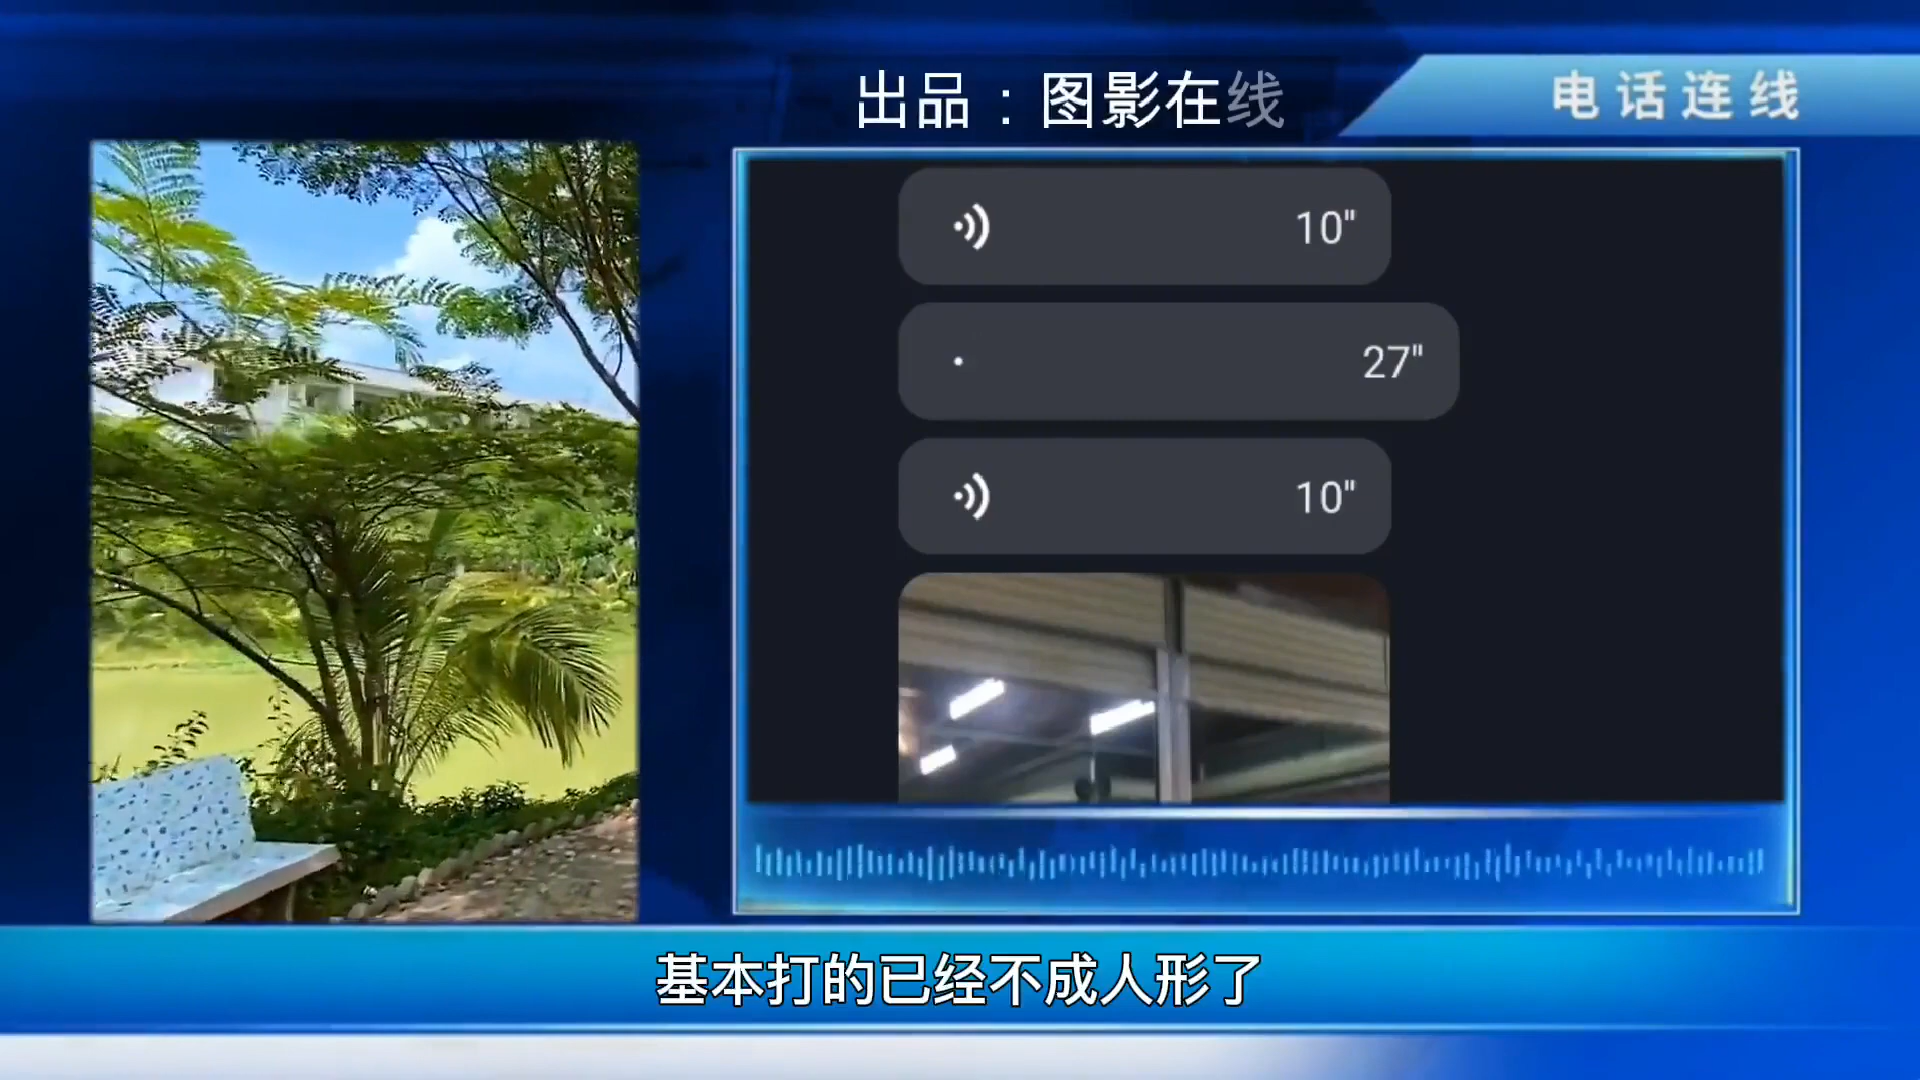 出品：图影在线
电话连线
10"
27"
10"
基本打的已经不成人形了